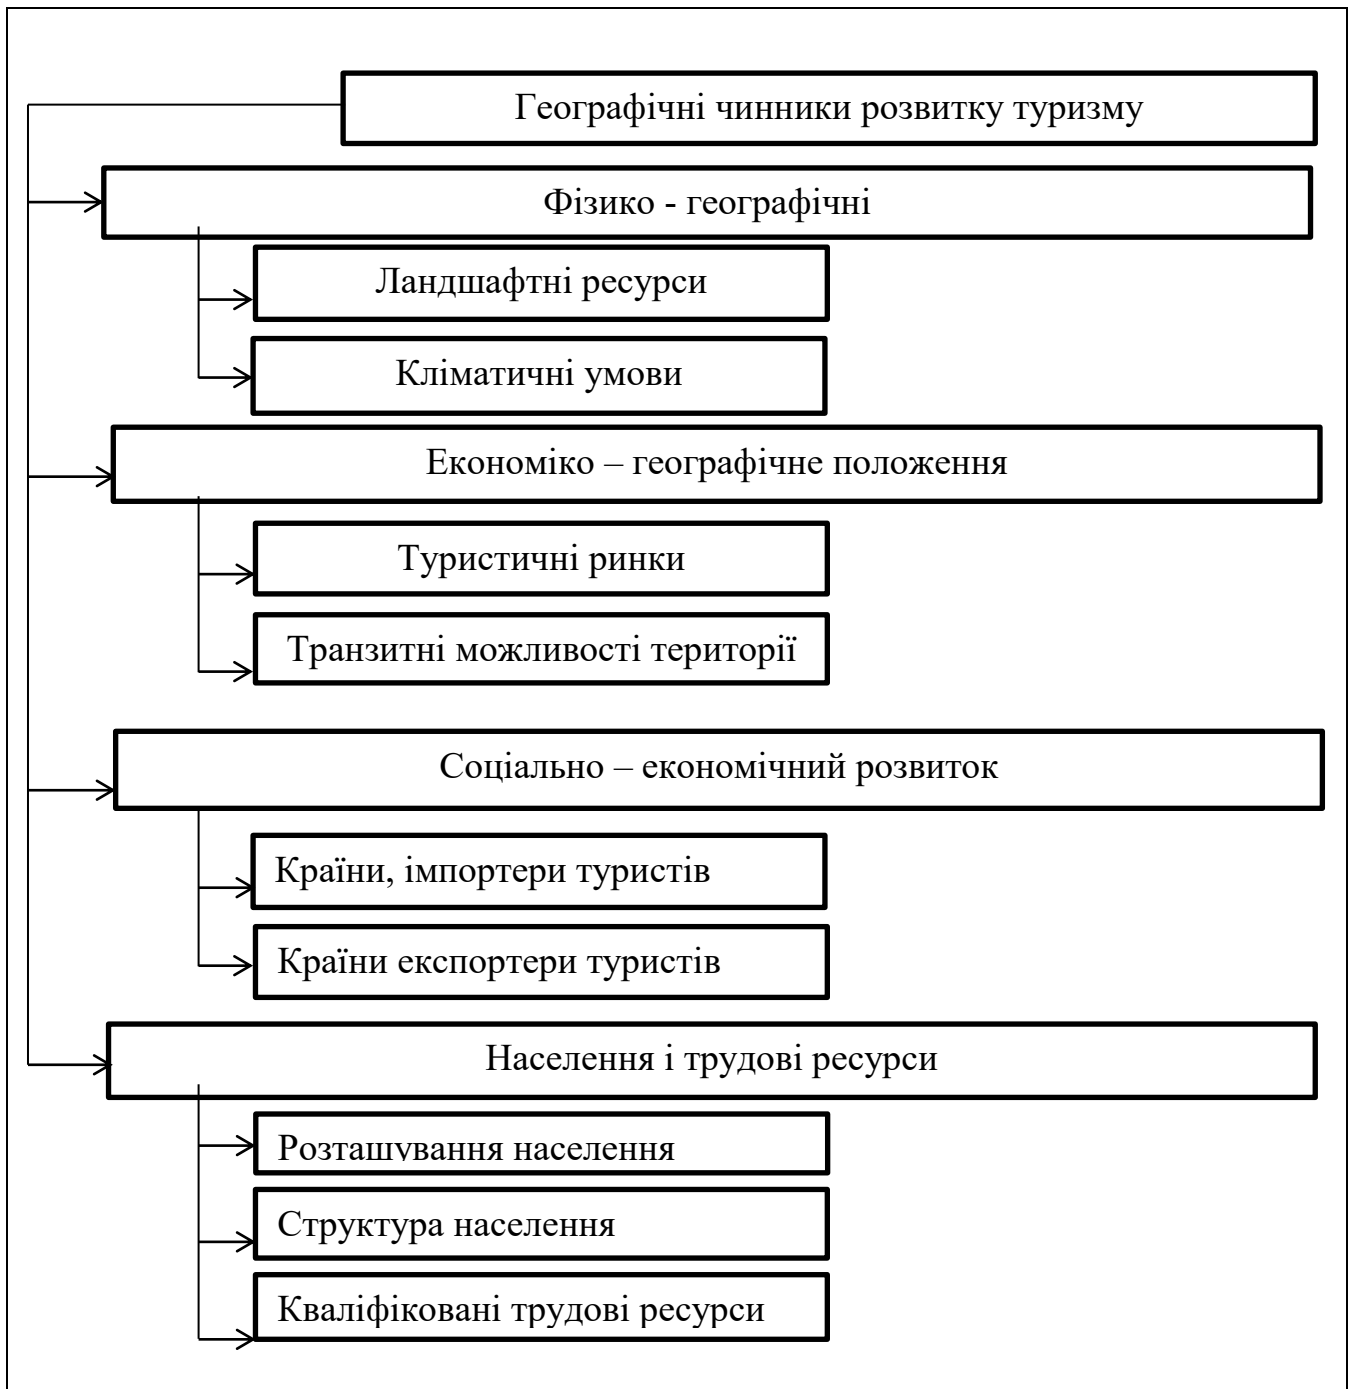 Географічні чинники розвитку туризму
Фізико - географічні
Ландшафтні ресурси
Кліматичні умови
Економіко – географічне положення
Туристичні ринки
Транзитні можливості території
Соціально – економічний розвиток
Країни, імпортери туристів
Країни експортери туристів
Населення і трудові ресурси
Розташування населення
Структура населення
Кваліфіковані трудові ресурси